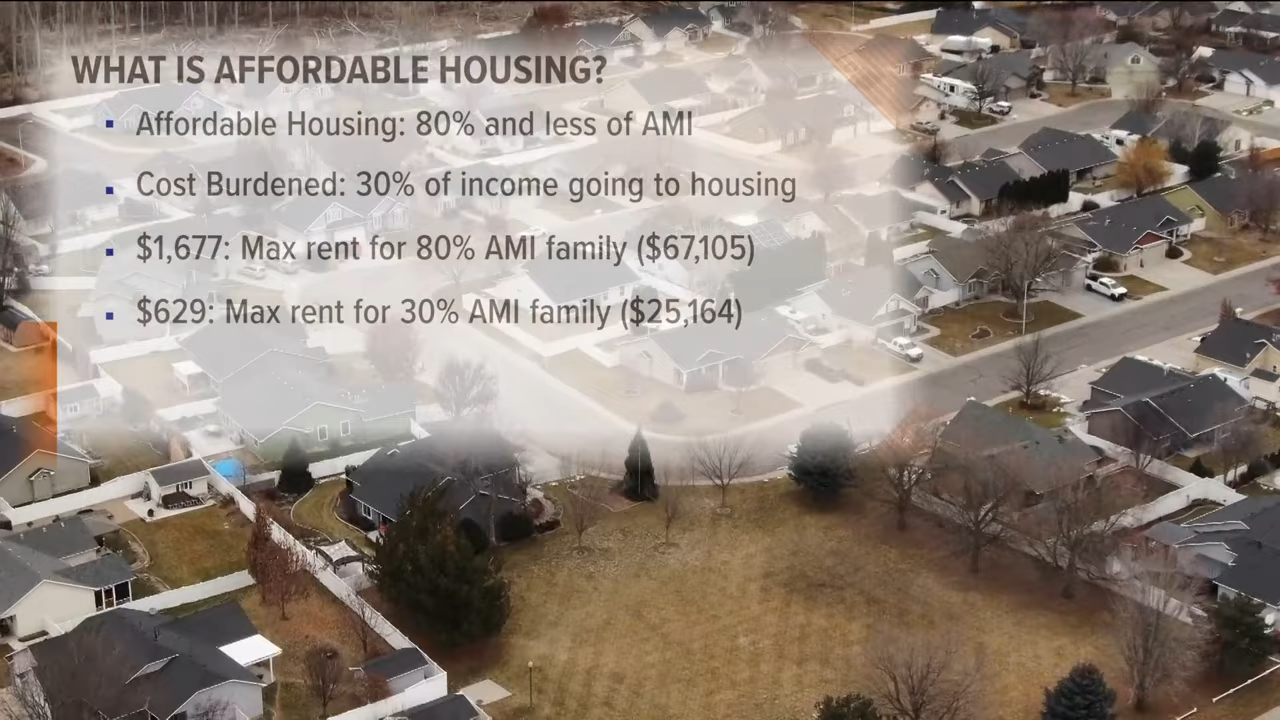 WHAT IS AFFORDABLE HOUSING?
▪ Affordable Housing: 80% and less of AMI
▪ Cost Burdened: 30% of income going to housing
▪ $1,677: Max rent for 80% AMI family ($67,105)
▪ $629: Max rent for 30% AMI family ($25,164)